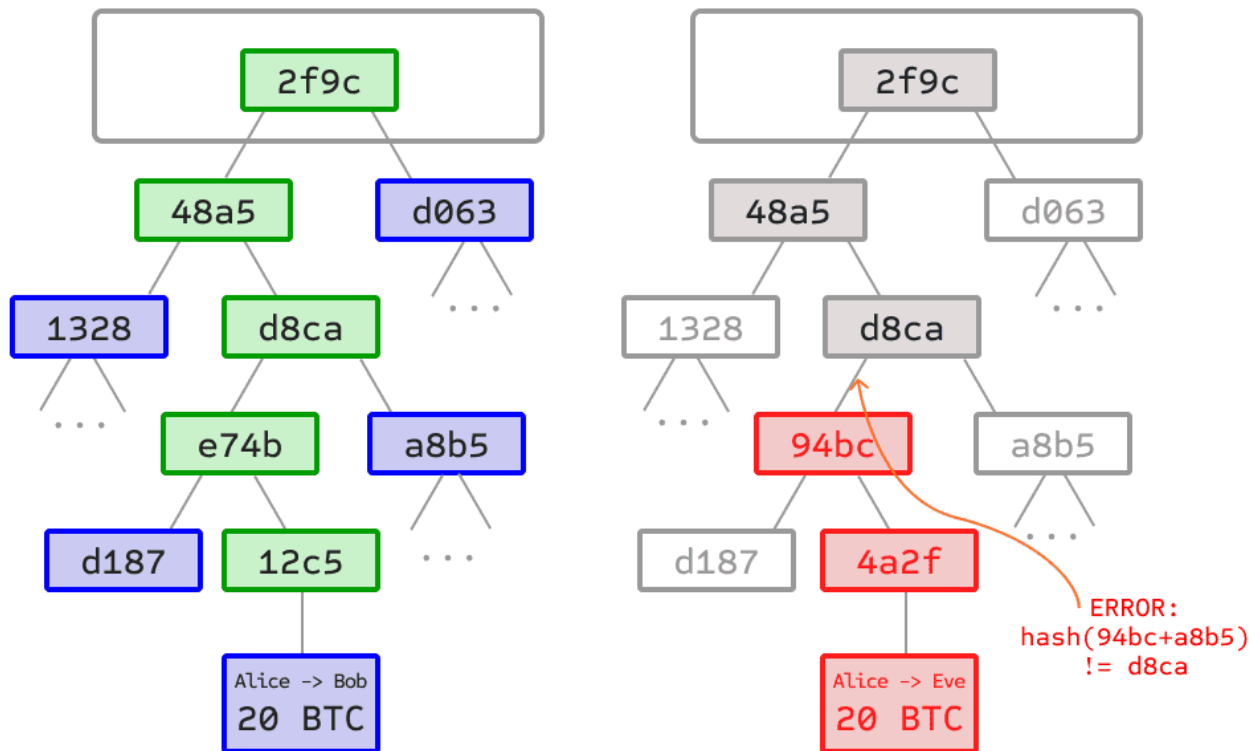 2f9c
48a5
d063
1328
d8ca
...
...
e74b
a8b5
d187
12c5
...
Alice -> Bob
20 BTC
2f9c
48a5
d063
1328
d8ca
...
...
94bc
a8b5
d187
4a2f
...
Alice -> Eve
20 BTC
ERROR:
hash(94bc+a8b5)
!= d8ca